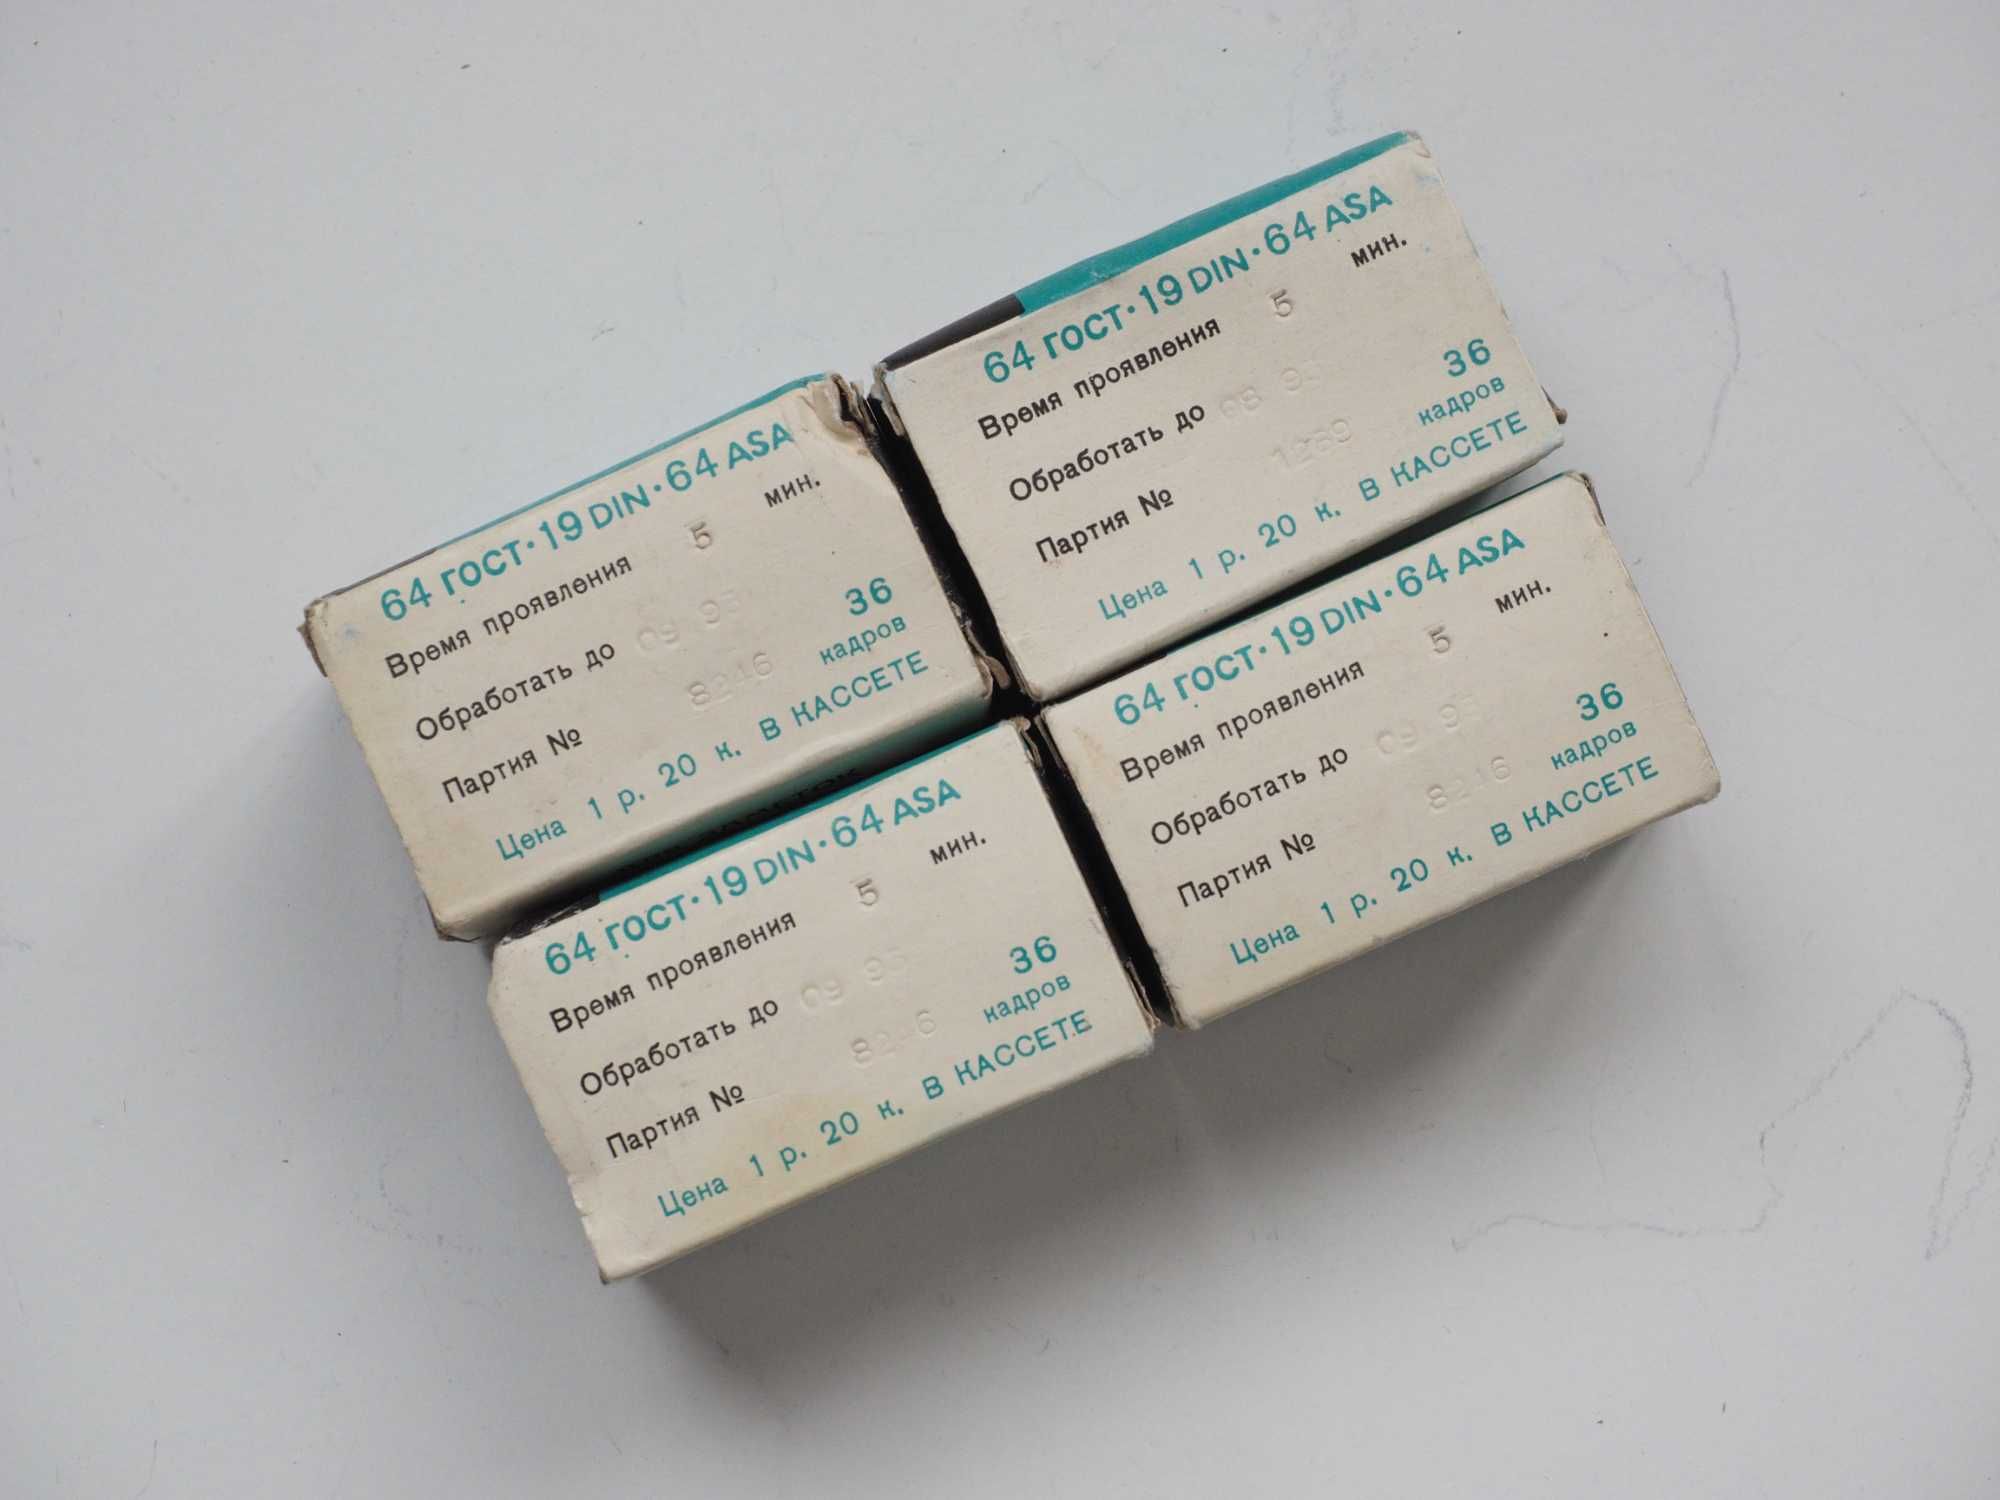 64 ГОСТ·19 DIN·64 ASA
Время проявления 5 мин.
Обработать до 09
Партия №
36
кадров
Цена 1 р. 20 к. В КАССЕТЕ
64 ГОСТ·19 DIN·64 ASA
Время проявления 5 мин.
Обработать до 08
Партия № 1289
36
кадров
Цена 1 р. 20 к. В КАССЕТЕ
64 ГОСТ·19 DIN·64 ASA
Время проявления 5 мин.
Обработать до 09 95
Партия №
36
кадров
Цена 1 р. 20 к. В КАССЕТЕ
64 ГОСТ·19 DIN·64 ASA
Время проявления 5 мин.
Обработать до 09
Партия №
36
кадров
Цена 1 р. 20 к. В КАССЕТЕ